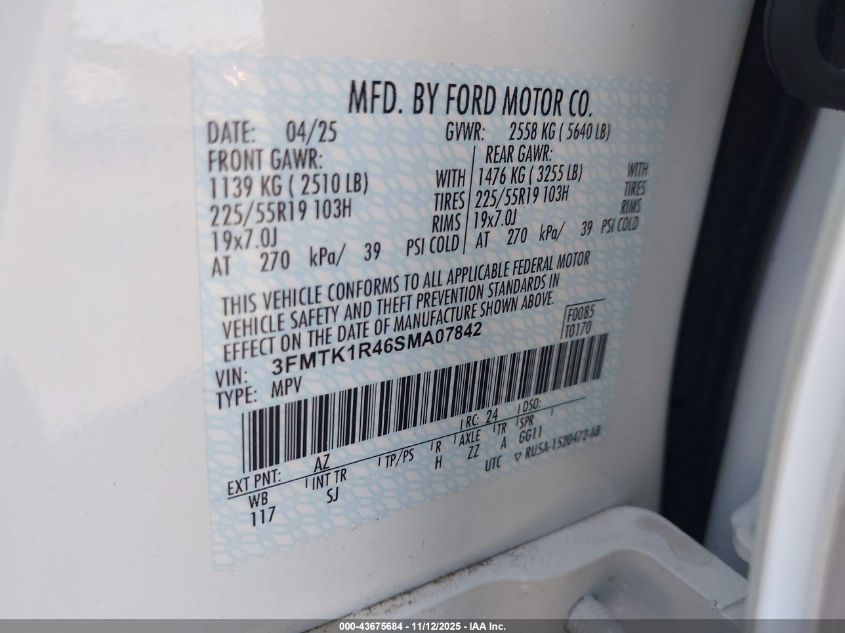 MFD. BY FORD MOTOR CO.
DATE: 04/25 GVWR: 2558 KG ( 5640 LB)
FRONT GAWR: REAR GAWR:
1139 KG ( 2510 LB) WITH 1476 KG ( 3255 LB) WITH
225/55R19 103H TIRES 225/55R19 103H TIRES
19x7.0J RIMS 19x7.0J RIMS
AT 270 kPa/ 39 PSI COLD AT 270 kPa/ 39 PSI COLD
THIS VEHICLE CONFORMS TO ALL APPLICABLE FEDERAL MOTOR
VEHICLE SAFETY AND THEFT PREVENTION STANDARDS IN
EFFECT ON THE DATE OF MANUFACTURE SHOWN ABOVE.
F0085
T0170
VIN: 3FMTK1R46SMA07842
TYPE: MPV
EXT PNT: AZ RC: 24 DSO:
WB INT TR TP/PS R AXLE TR SPR
117 SJ H ZZ A GG11
UTC ▽ RU5A-1520472-AB
000-43675684 - 11/12/2025 - IAA Inc.